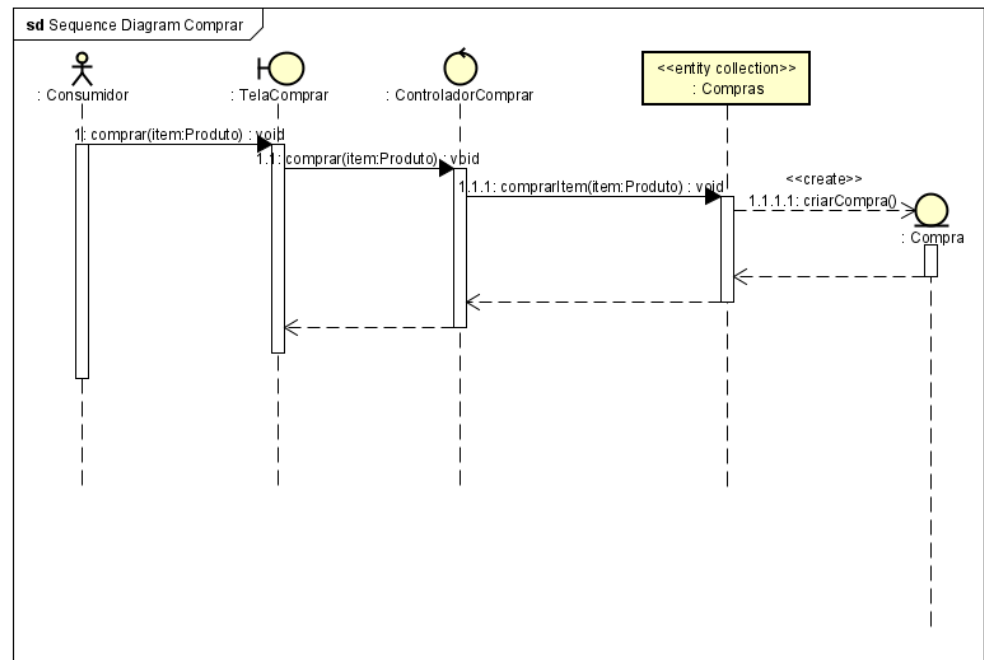 sd Sequence Diagram Comprar
: Consumidor
: TelaComprar
: ControladorComprar
<<entity collection>>
: Compras
1: comprar(item:Produto) : void
1.1: comprar(item:Produto) : void
1.1.1: comprarItem(item:Produto) : void
<<create>>
1.1.1.1: criarCompra()
: Compra